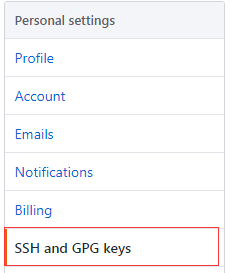 Personal settings
Profile
Account
Emails
Notifications
Billing
SSH and GPG keys